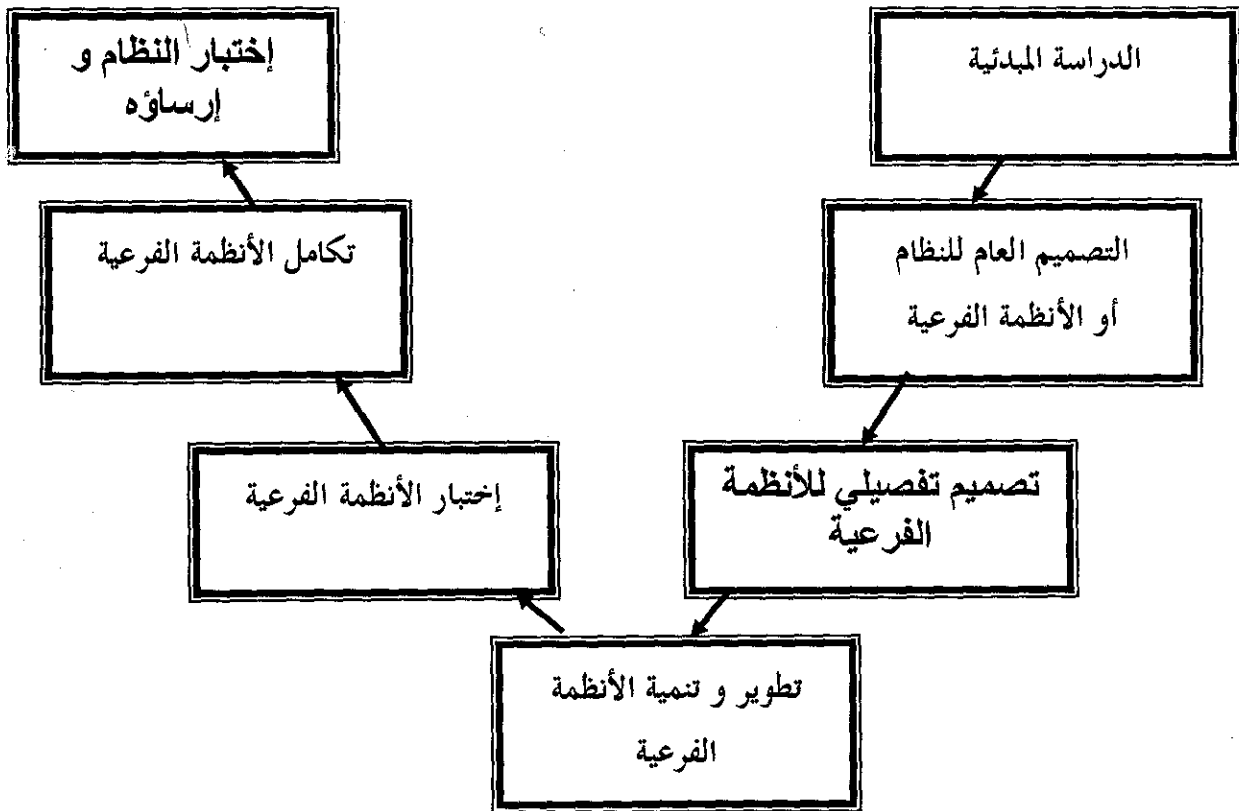 الدراسة المبدئية
التصميم العام للنظام
أو الأنظمة الفرعية
تصميم تفصيلي للأنظمة
الفرعية
تطوير و تنمية الأنظمة
الفرعية
إختبار الأنظمة الفرعية
تكامل الأنظمة الفرعية
إختبار النظام و
إرساؤه